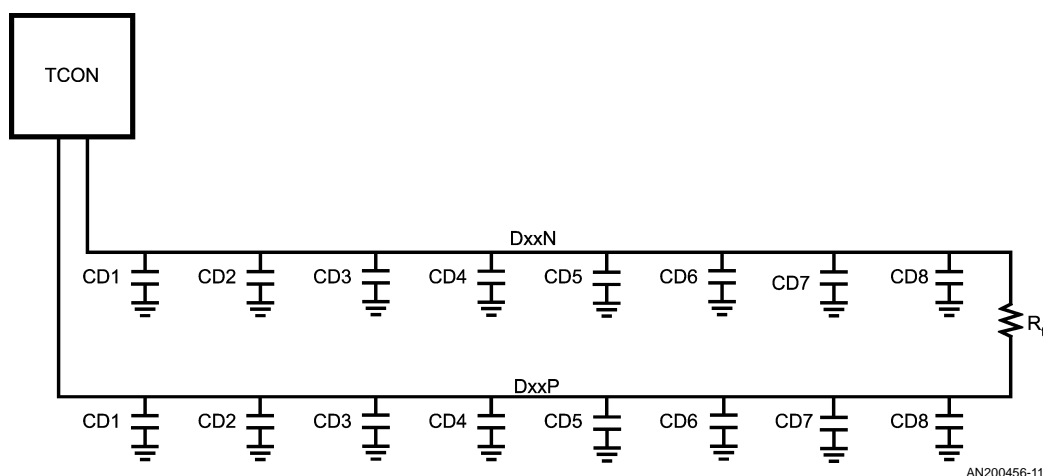 TCON
DxxN
CD1 CD2 CD3 CD4 CD5 CD6 CD7 CD8
DxxP
CD1 CD2 CD3 CD4 CD5 CD6 CD7 CD8
AN200456-11